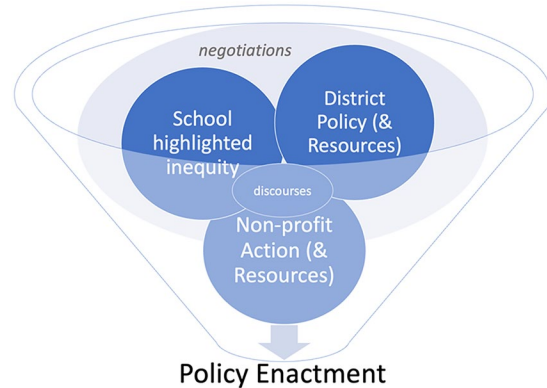 negotiations
School
highlighted
inequity
District
Policy (&
Resources)
discourses
Non-profit
Action (&
Resources)
Policy Enactment